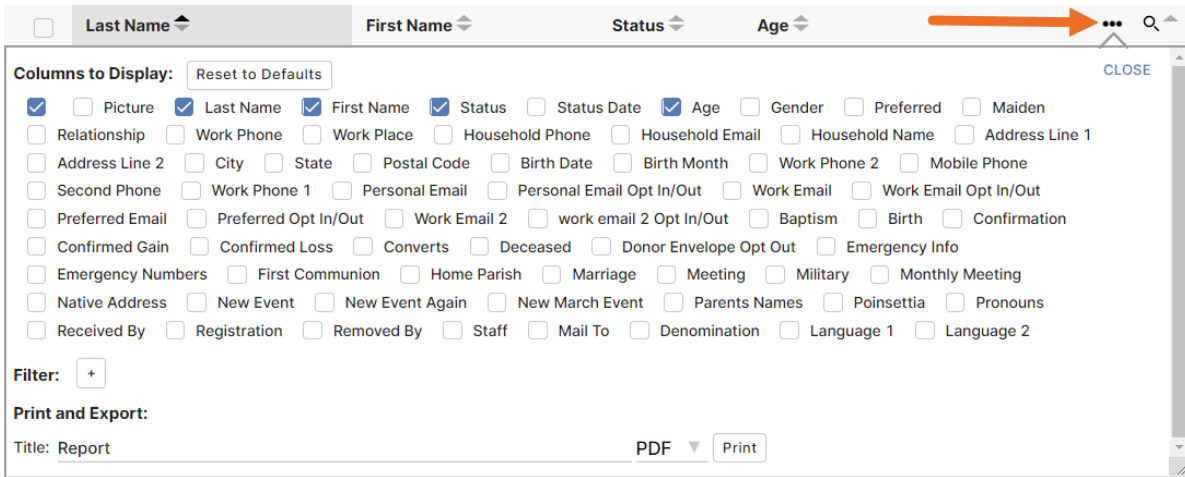 Last Name First Name Status Age •••
Columns to Display: Reset to Defaults CLOSE
Picture Last Name First Name Status Status Date Age Gender Preferred Maiden
Relationship Work Phone Work Place Household Phone Household Email Household Name Address Line 1
Address Line 2 City State Postal Code Birth Date Birth Month Work Phone 2 Mobile Phone
Second Phone Work Phone 1 Personal Email Personal Email Opt In/Out Work Email Work Email Opt In/Out
Preferred Email Preferred Opt In/Out Work Email 2 work email 2 Opt In/Out Baptism Birth Confirmation
Confirmed Gain Confirmed Loss Converts Deceased Donor Envelope Opt Out Emergency Info
Emergency Numbers First Communion Home Parish Marriage Meeting Military Monthly Meeting
Native Address New Event New Event Again New March Event Parents Names Poinsettia Pronouns
Received By Registration Removed By Staff Mail To Denomination Language 1 Language 2
Filter: +
Print and Export:
Title: Report PDF Print